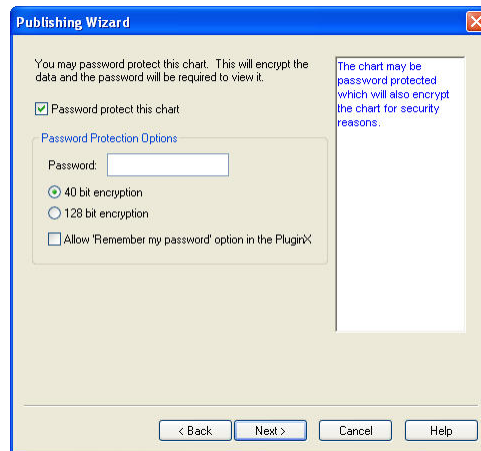 Publishing Wizard
You may password protect this chart. This will encrypt the
data and the password will be required to view it.
Password protect this chart
Password Protection Options
Password:
40 bit encryption
128 bit encryption
Allow 'Remember my password' option in the PluginX
The chart may be
password protected
which will also encrypt
the chart for security
reasons.
< Back
Next >
Cancel
Help